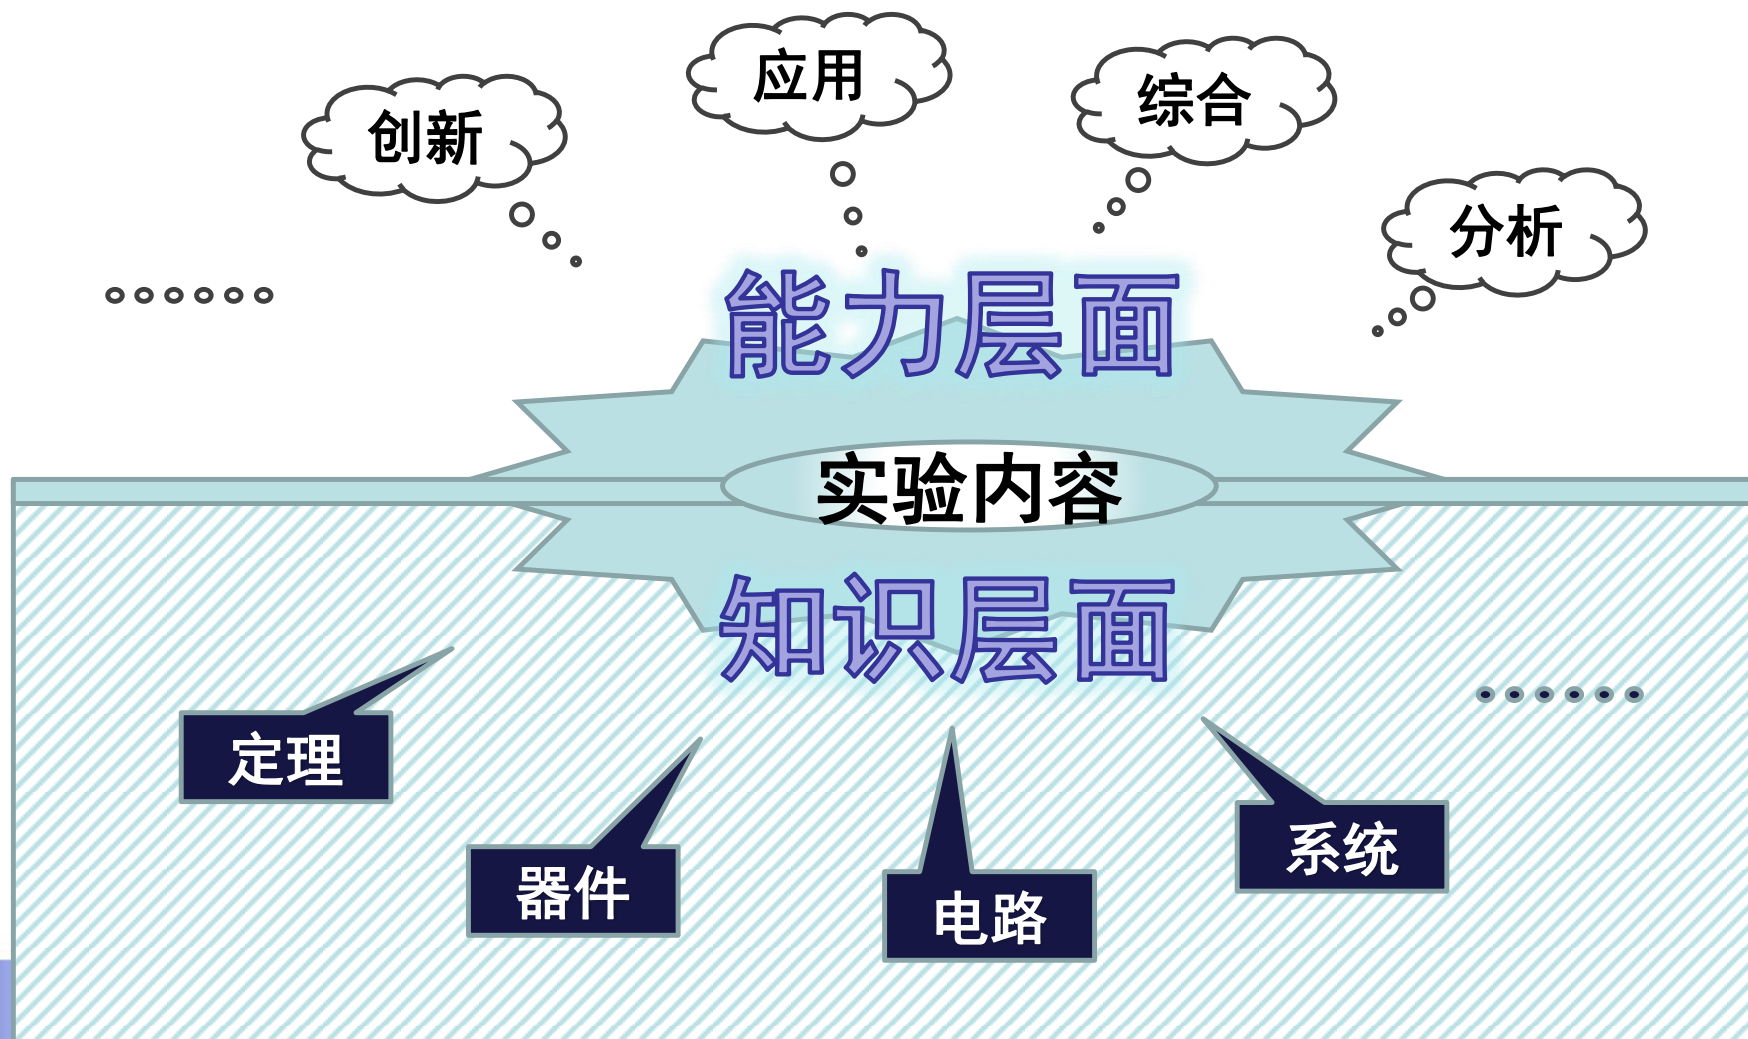 创新
应用
综合
分析
能力层面
实验内容
知识层面
定理
器件
电路
系统